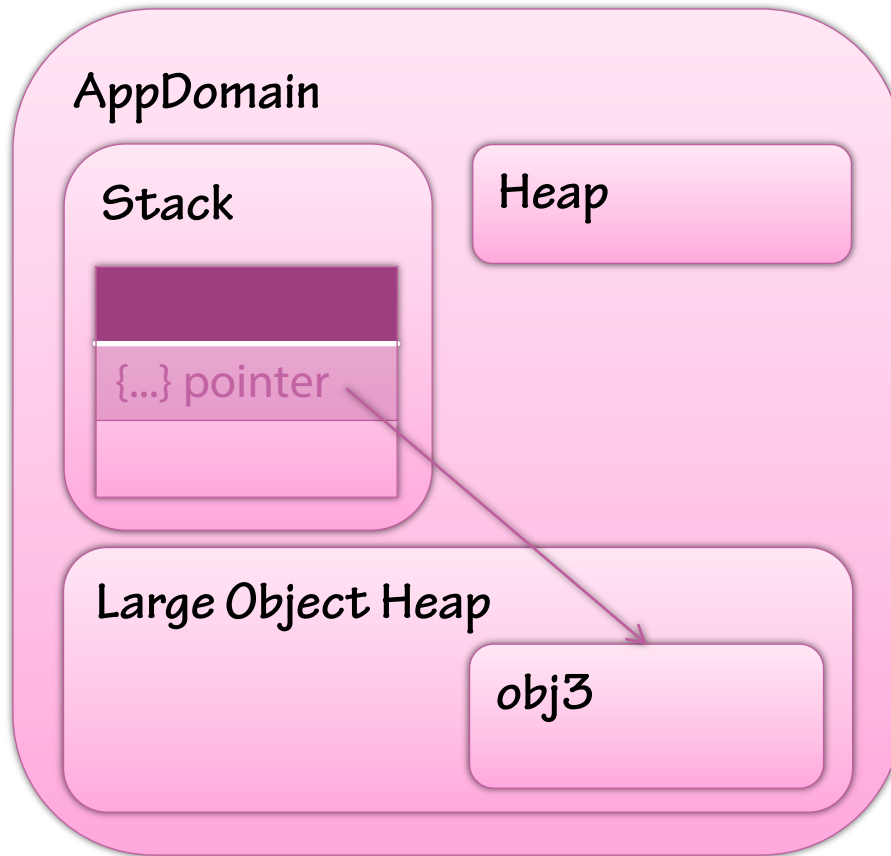 AppDomain
Stack
Heap
{...} pointer
Large Object Heap
obj3